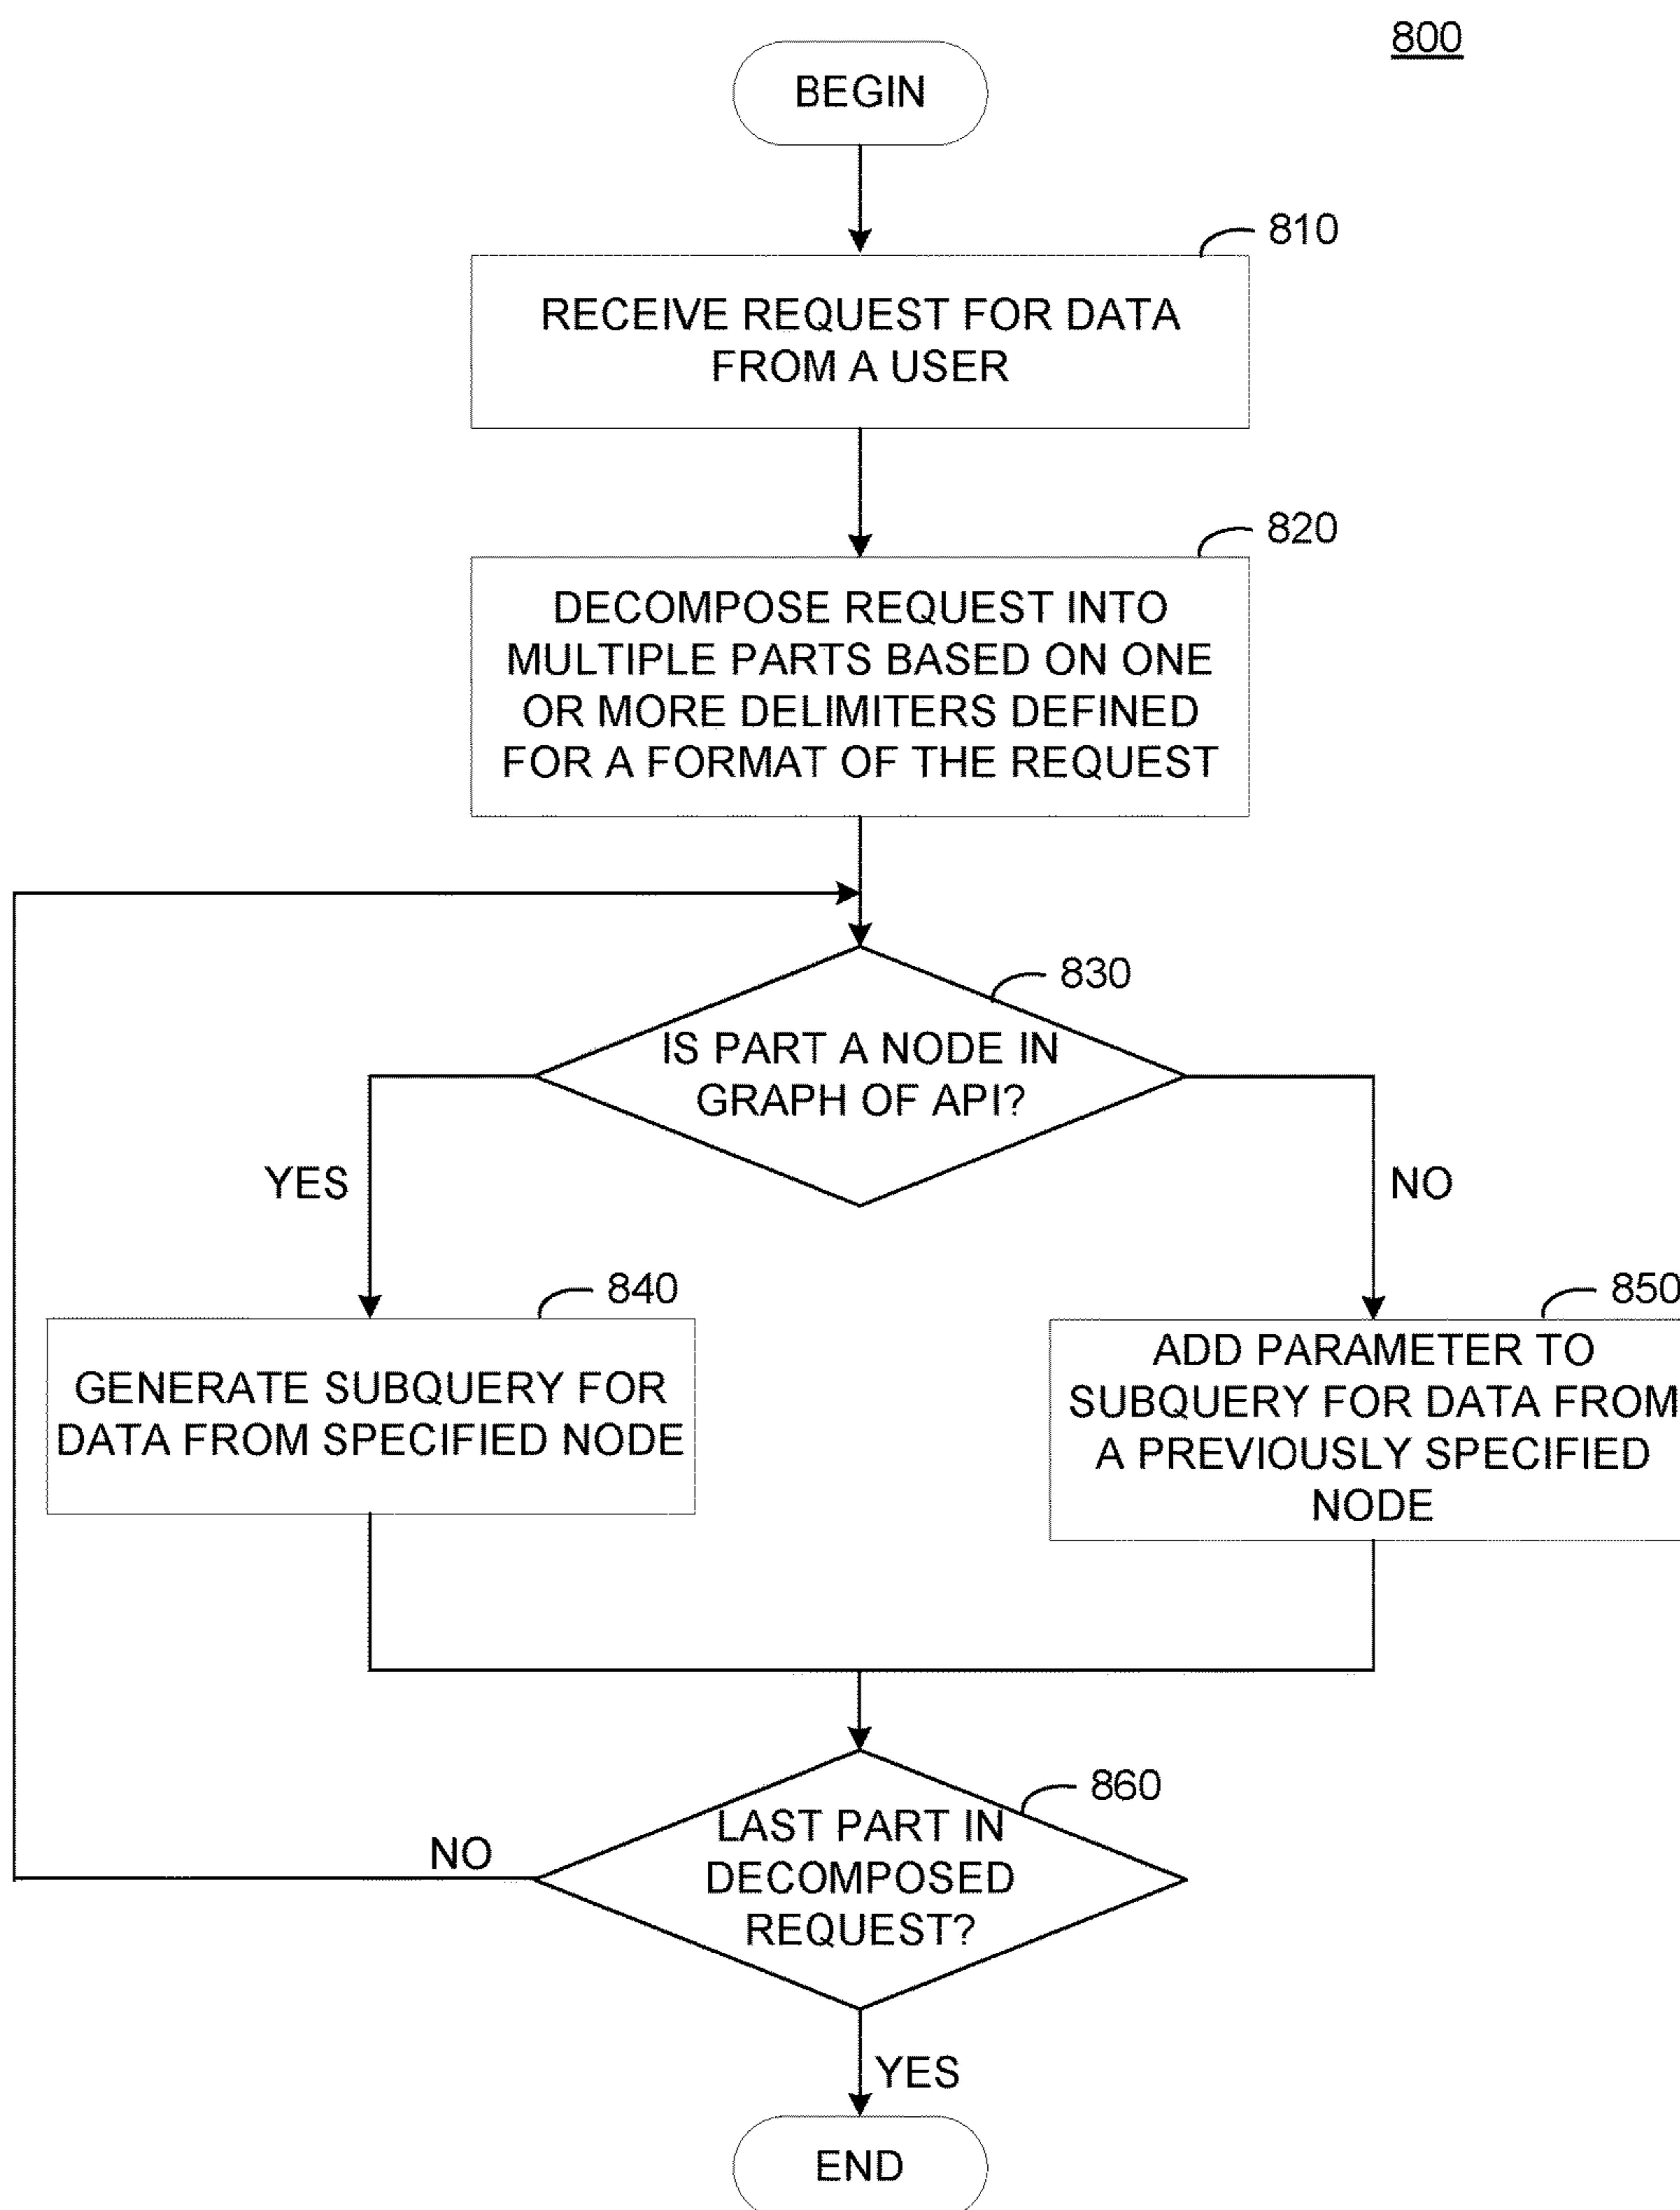 800
BEGIN
810
RECEIVE REQUEST FOR DATA
FROM A USER
820
DECOMPOSE REQUEST INTO
MULTIPLE PARTS BASED ON ONE
OR MORE DELIMITERS DEFINED
FOR A FORMAT OF THE REQUEST
830
IS PART A NODE IN
GRAPH OF API?
YES
NO
840
GENERATE SUBQUERY FOR
DATA FROM SPECIFIED NODE
850
ADD PARAMETER TO
SUBQUERY FOR DATA FROM
A PREVIOUSLY SPECIFIED
NODE
860
LAST PART IN
DECOMPOSED
REQUEST?
NO
YES
END